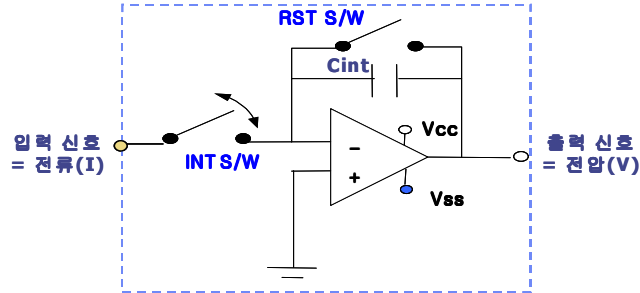 RST S/W
Cint
입력 신호
= 전류(I)
INT S/W
−
+
Vcc
Vss
출력 신호
= 전압(V)